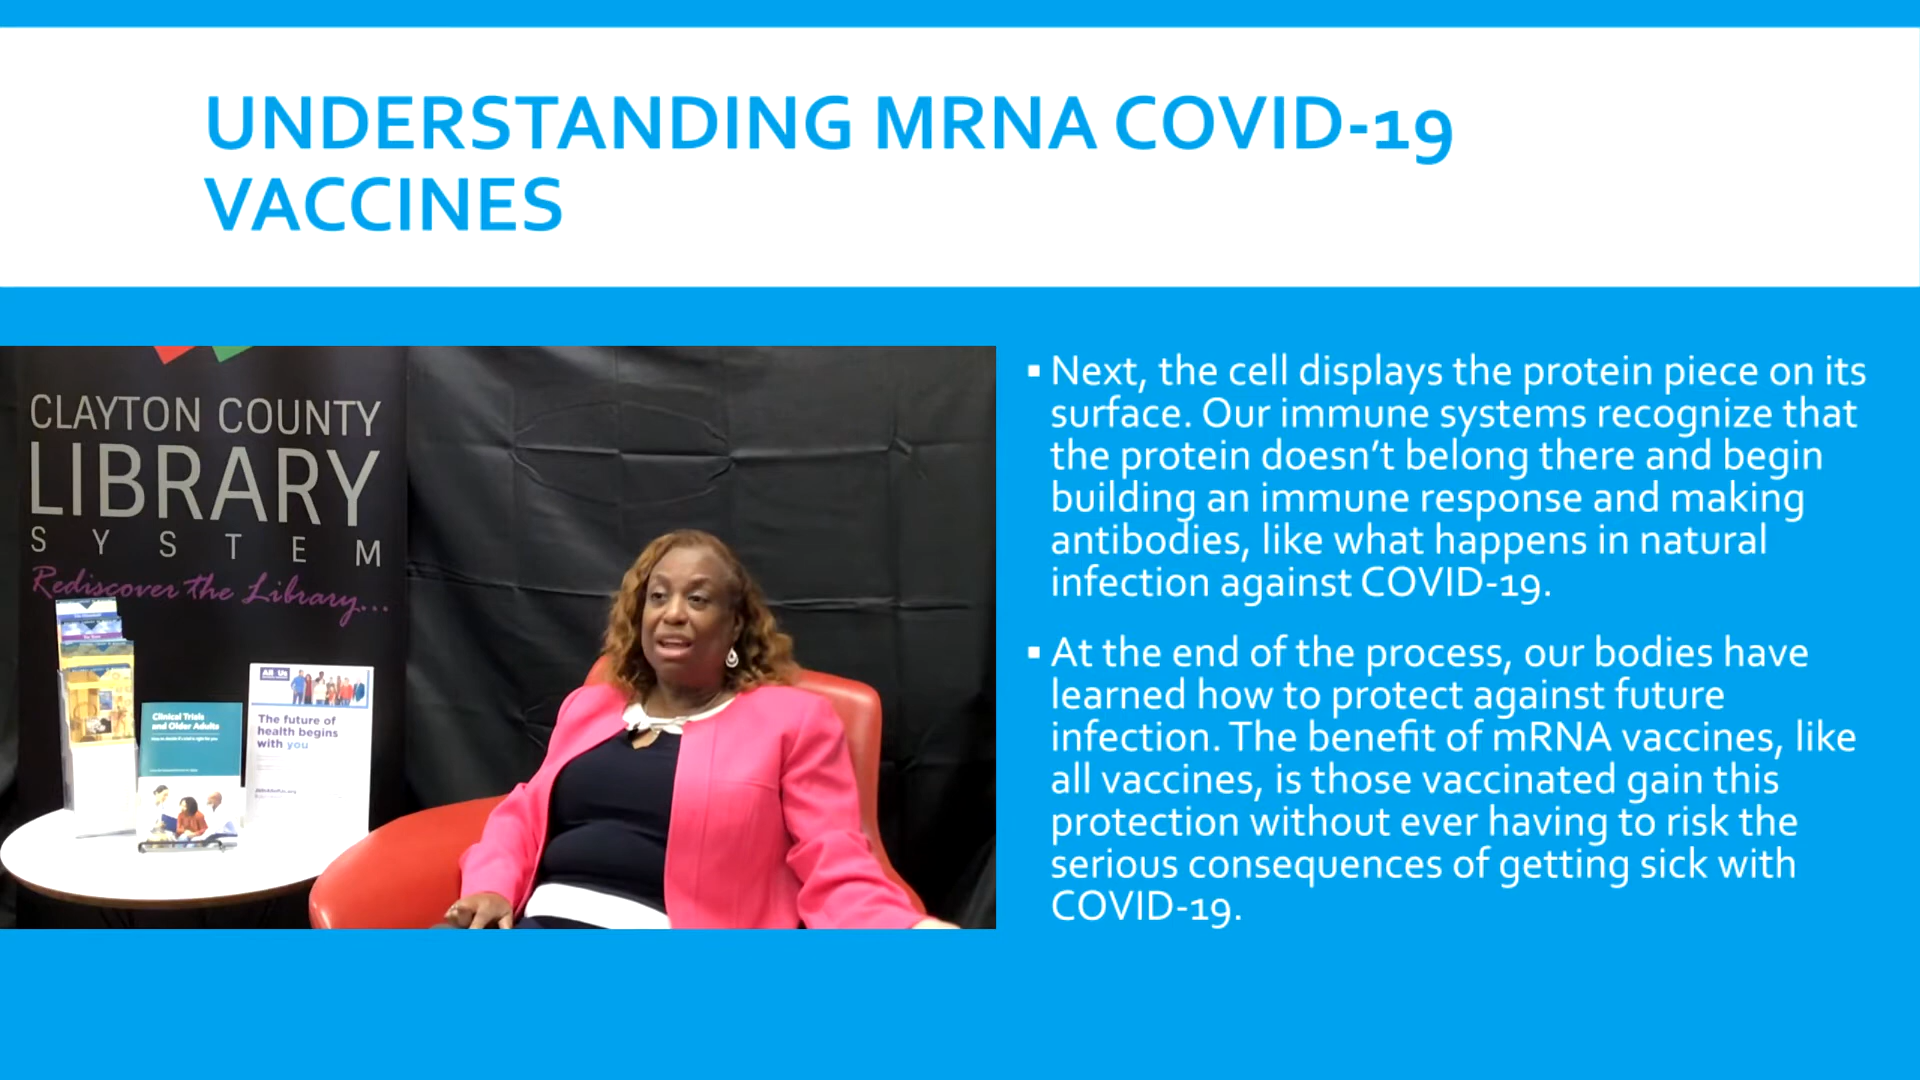 UNDERSTANDING MRNA COVID-19
VACCINES
CLAYTON COUNTY
LIBRARY
SYSTEM
Rediscover the Library...
Clinical Trials
and Older Adults
The future of
health begins
with you
▪ Next, the cell displays the protein piece on its
surface. Our immune systems recognize that
the protein doesn’t belong there and begin
building an immune response and making
antibodies, like what happens in natural
infection against COVID-19.
▪ At the end of the process, our bodies have
learned how to protect against future
infection. The benefit of mRNA vaccines, like
all vaccines, is those vaccinated gain this
protection without ever having to risk the
serious consequences of getting sick with
COVID-19.